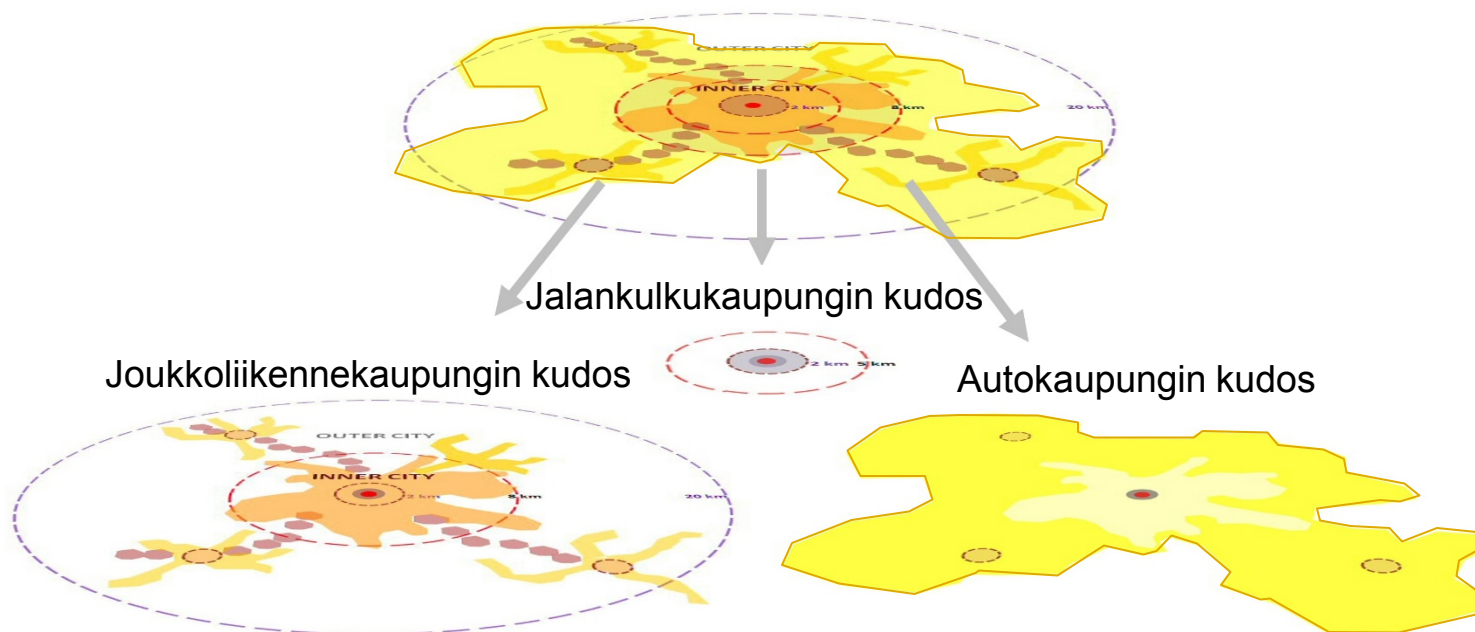 OUTER CITY
INNER CITY
2 km
8 km
20 km
Jalankulkukaupungin kudos
2 km
5 km
Joukkoliikennekaupungin kudos
Autokaupungin kudos
OUTER CITY
INNER CITY
2 km
8 km
20 km